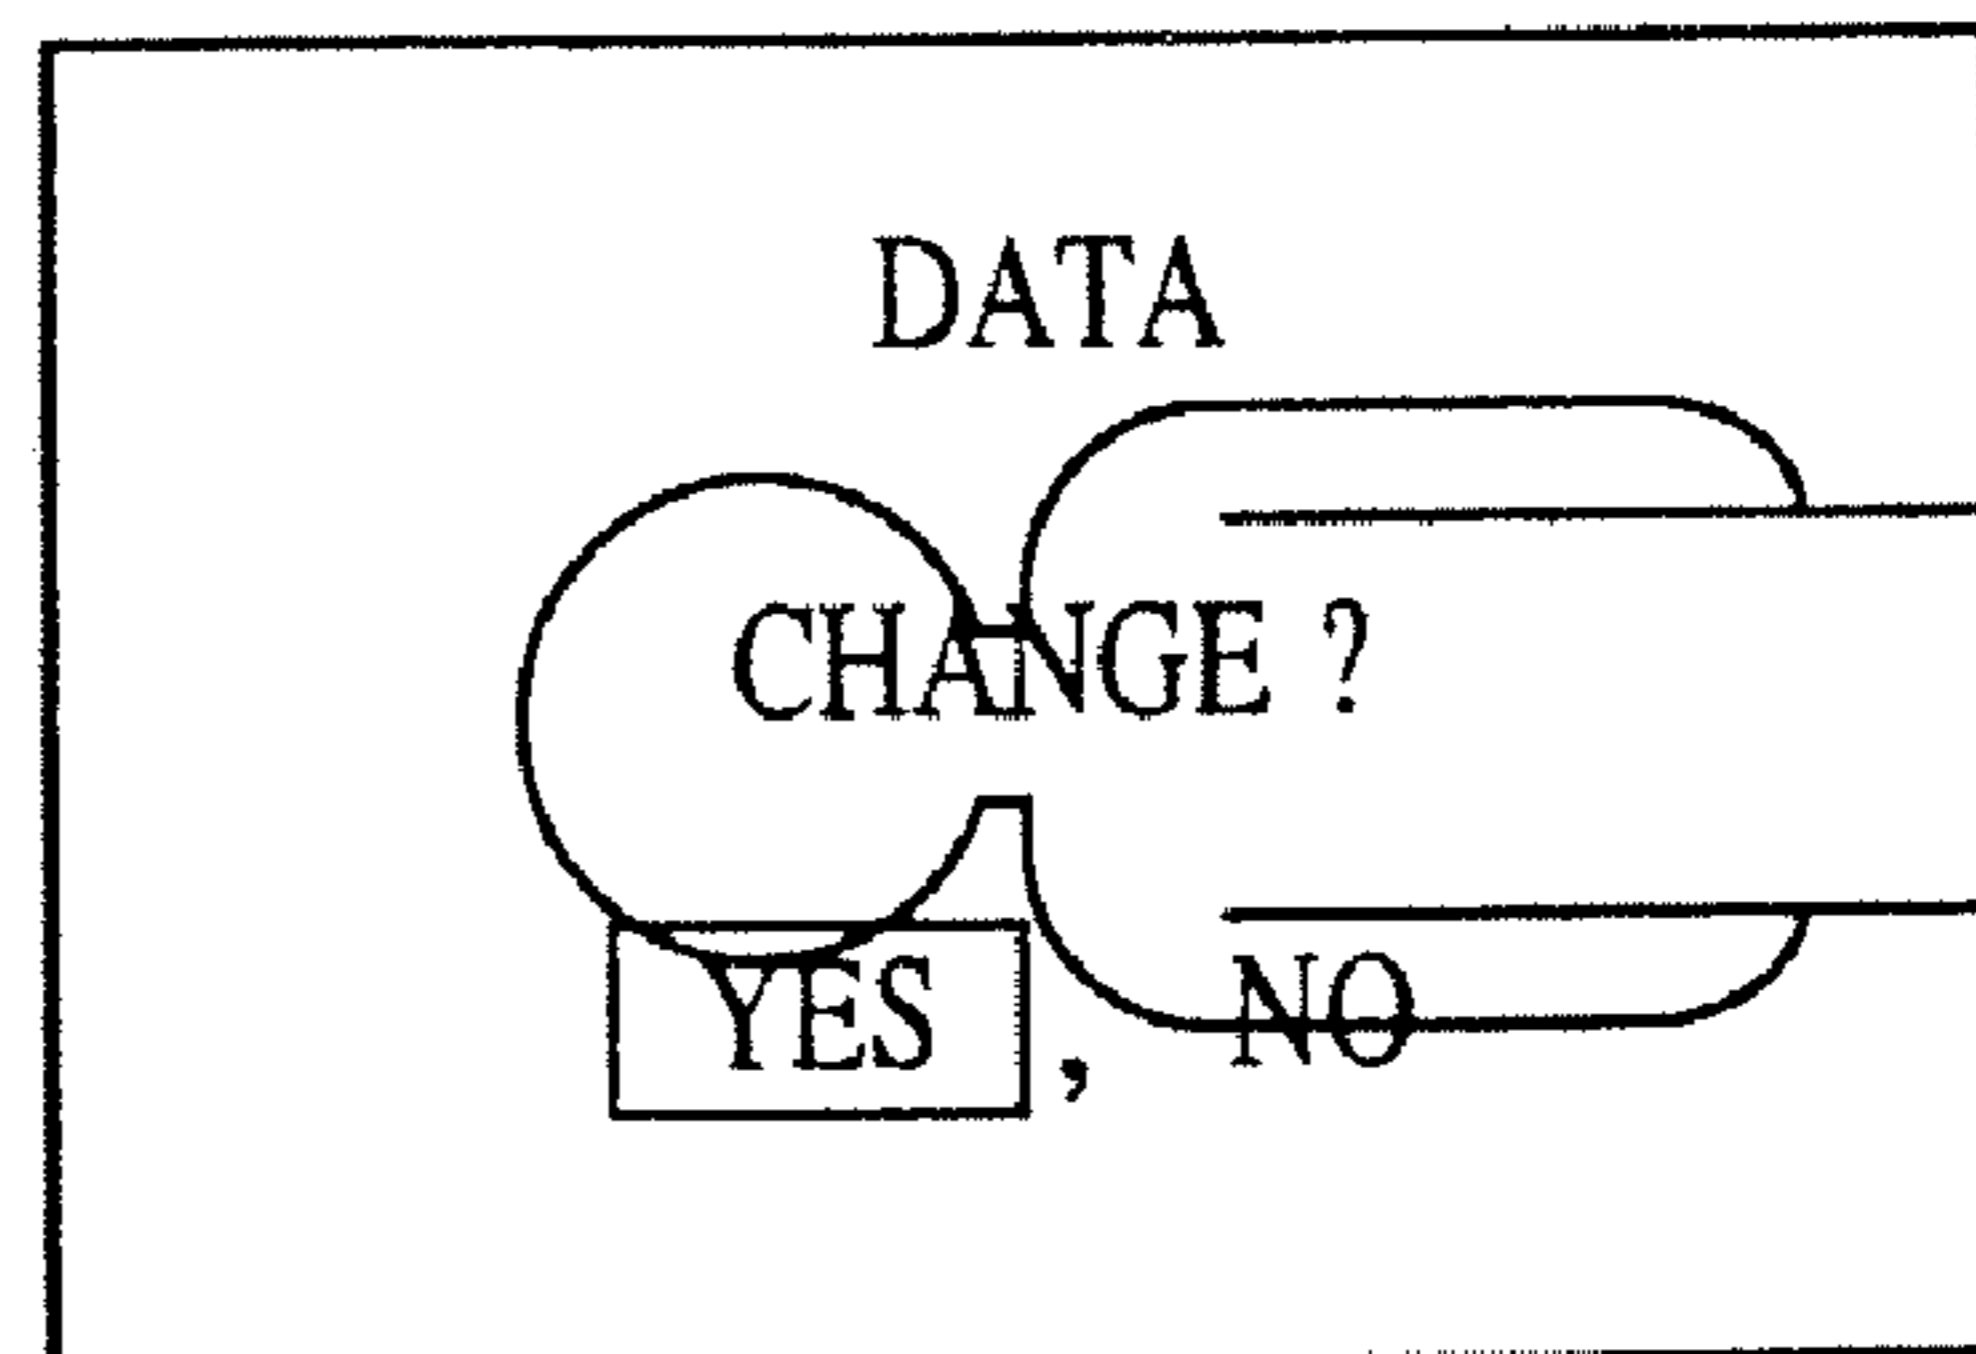 DATA
CHANGE ?
YES , NO